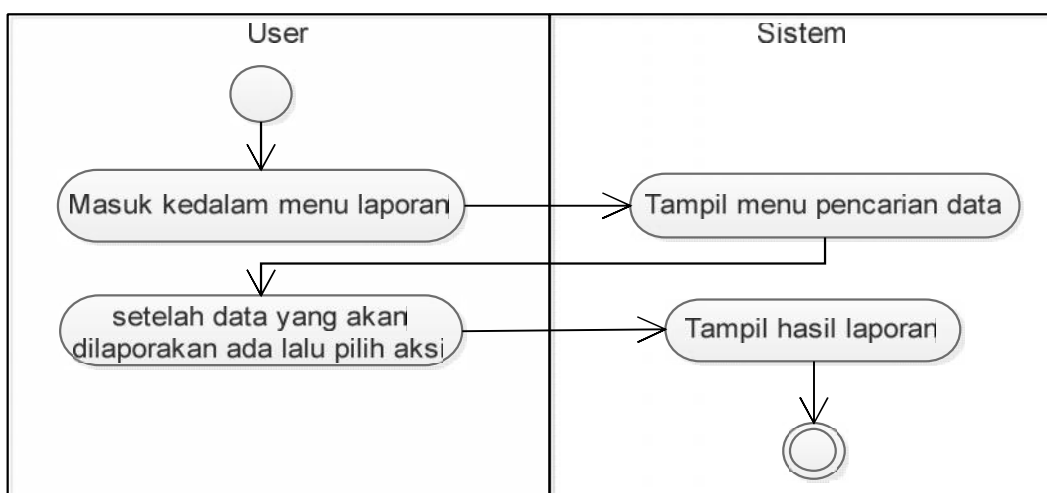 User
Sistem
Masuk kedalam menu laporan
Tampil menu pencarian data
setelah data yang akan
dilaporakan ada lalu pilih aksi
Tampil hasil laporan